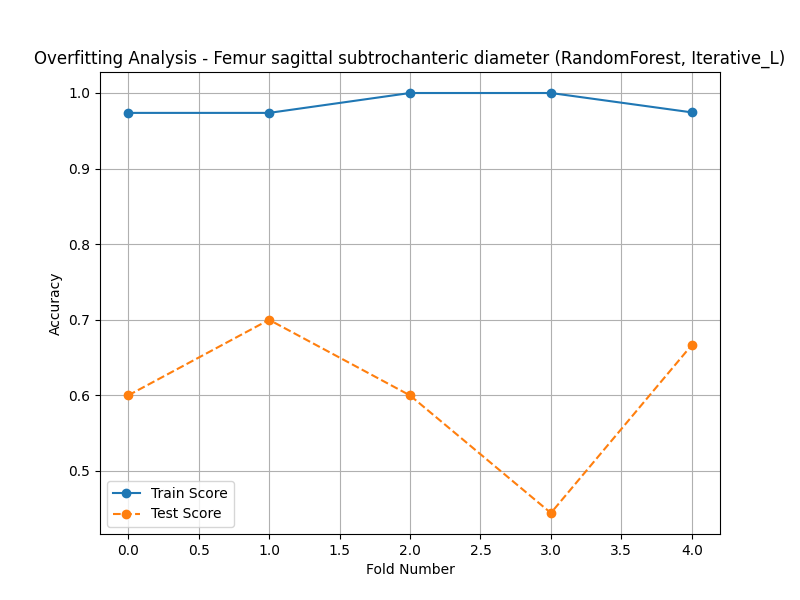 Overfitting Analysis - Femur sagittal subtrochanteric diameter (RandomForest, Iterative_L)
1.0
0.9
0.8
0.7
0.6
0.5
Accuracy
Train Score
Test Score
0.0 0.5 1.0 1.5 2.0 2.5 3.0 3.5 4.0
Fold Number